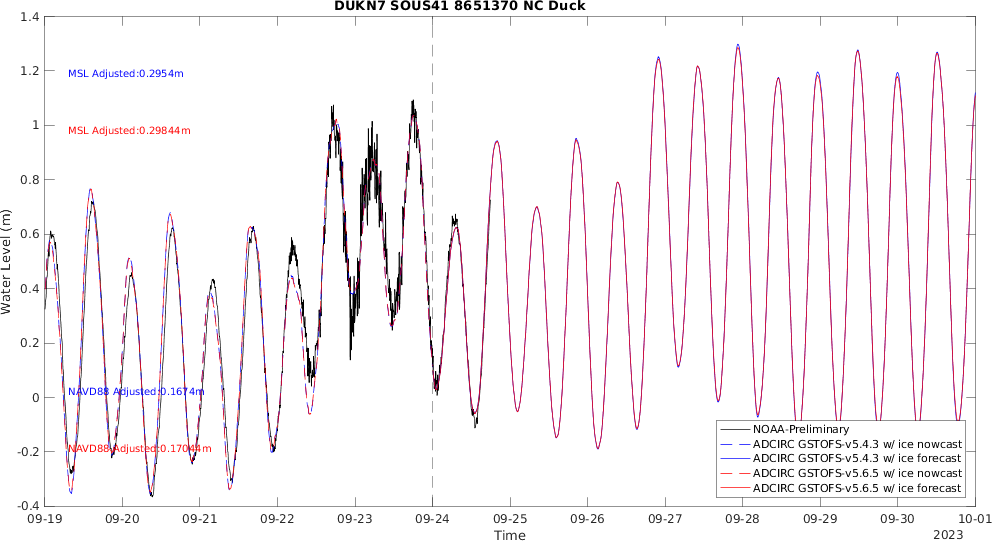 DUKN7 SOUS41 8651370 NC Duck
1.4
1.2
1
0.8
0.6
0.4
0.2
0
-0.2
-0.4
Water Level (m)
MSL Adjusted:0.2954m
MSL Adjusted:0.29844m
NAVD88 Adjusted:0.1674m
NAVD88 Adjusted:0.17044m
NOAA-Preliminary
ADCIRC GSTOFS-v5.4.3 w/ ice nowcast
ADCIRC GSTOFS-v5.4.3 w/ ice forecast
ADCIRC GSTOFS-v5.6.5 w/ ice nowcast
ADCIRC GSTOFS-v5.6.5 w/ ice forecast
09-19 09-20 09-21 09-22 09-23 09-24 09-25 09-26 09-27 09-28 09-29 09-30 10-01
Time
2023